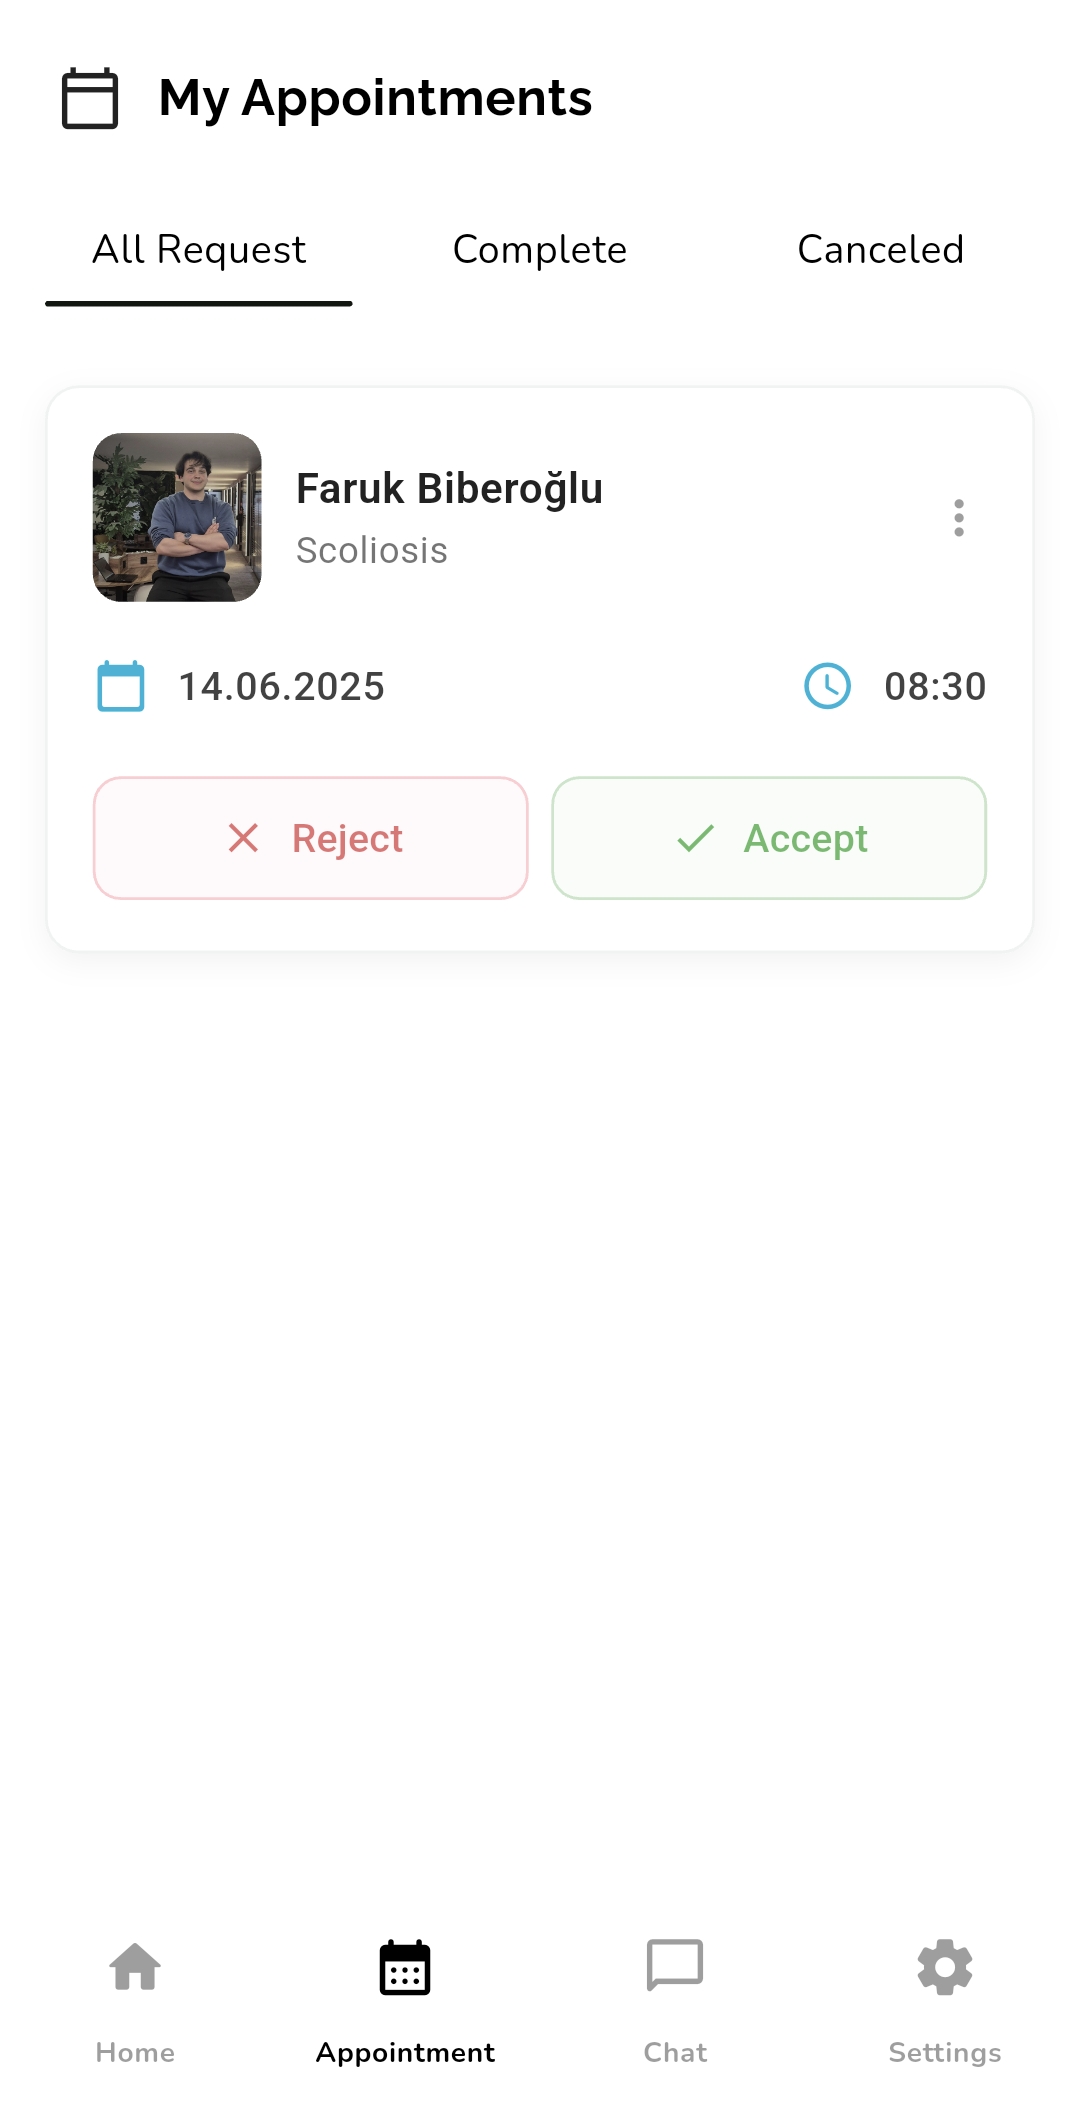 My Appointments
All Request Complete Canceled
Faruk Biberoğlu
Scoliosis
14.06.2025 08:30
Reject Accept
Home Appointment Chat Settings